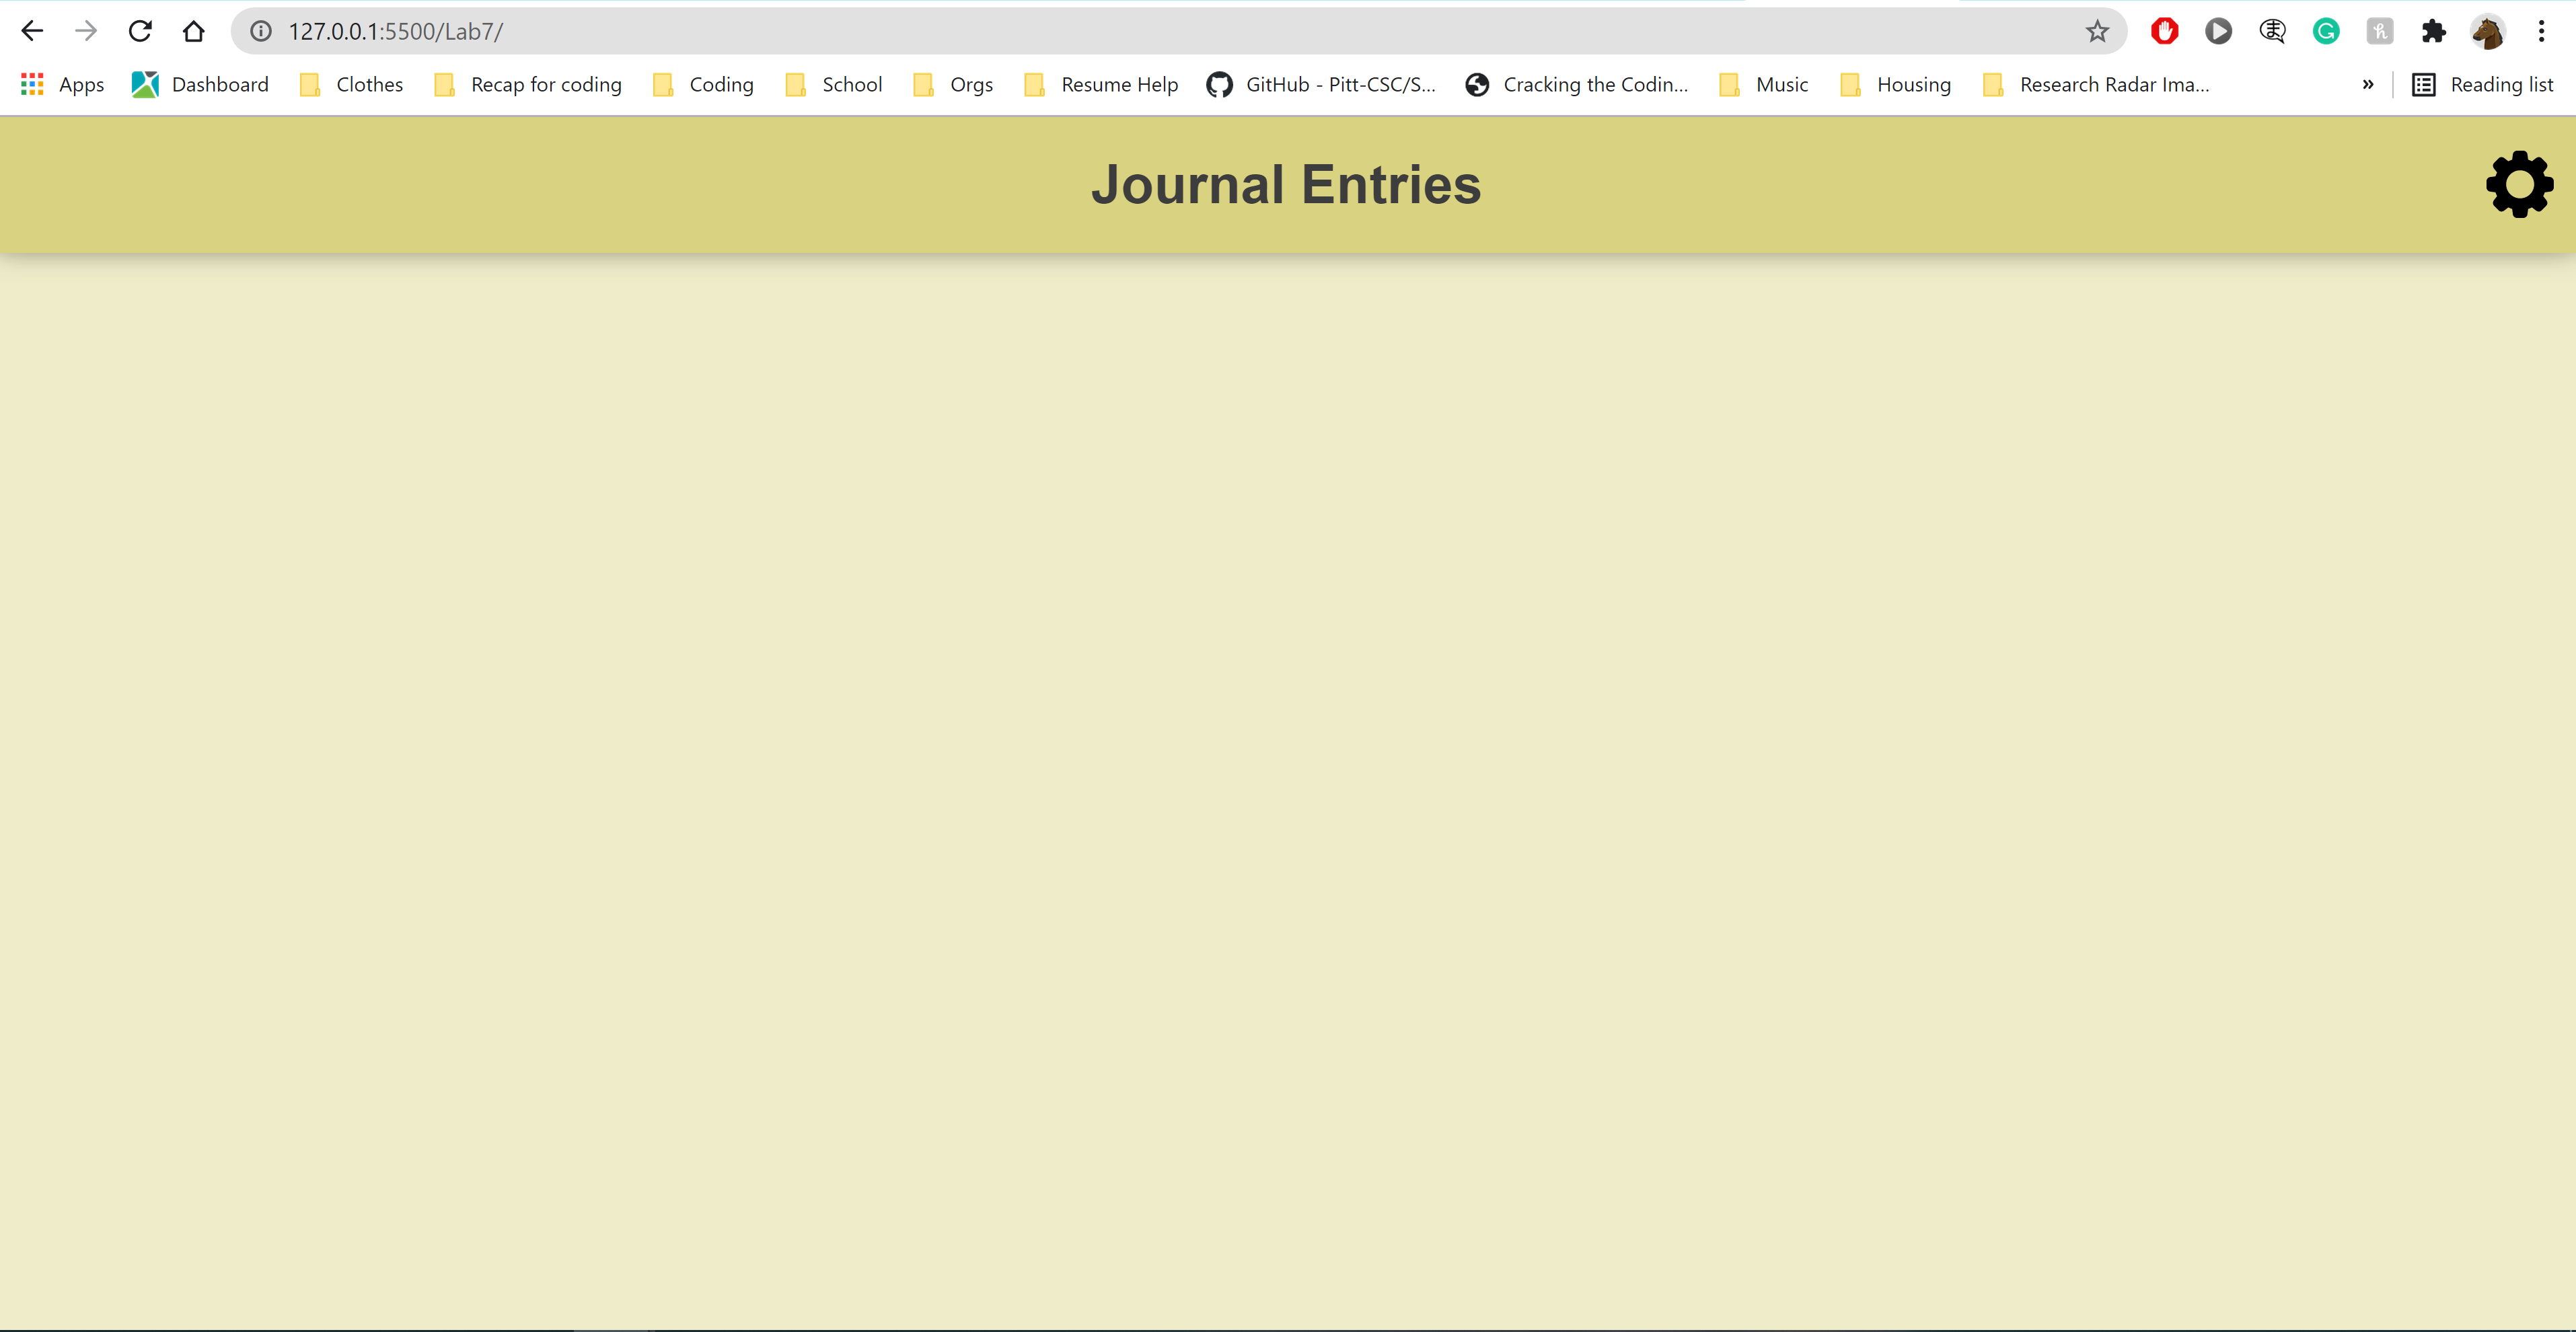 127.0.0.1:5500/Lab7/
Apps Dashboard Clothes Recap for coding Coding School Orgs Resume Help GitHub - Pitt-CSC/S... Cracking the Codin... Music Housing Research Radar Ima... » Reading list
Journal Entries